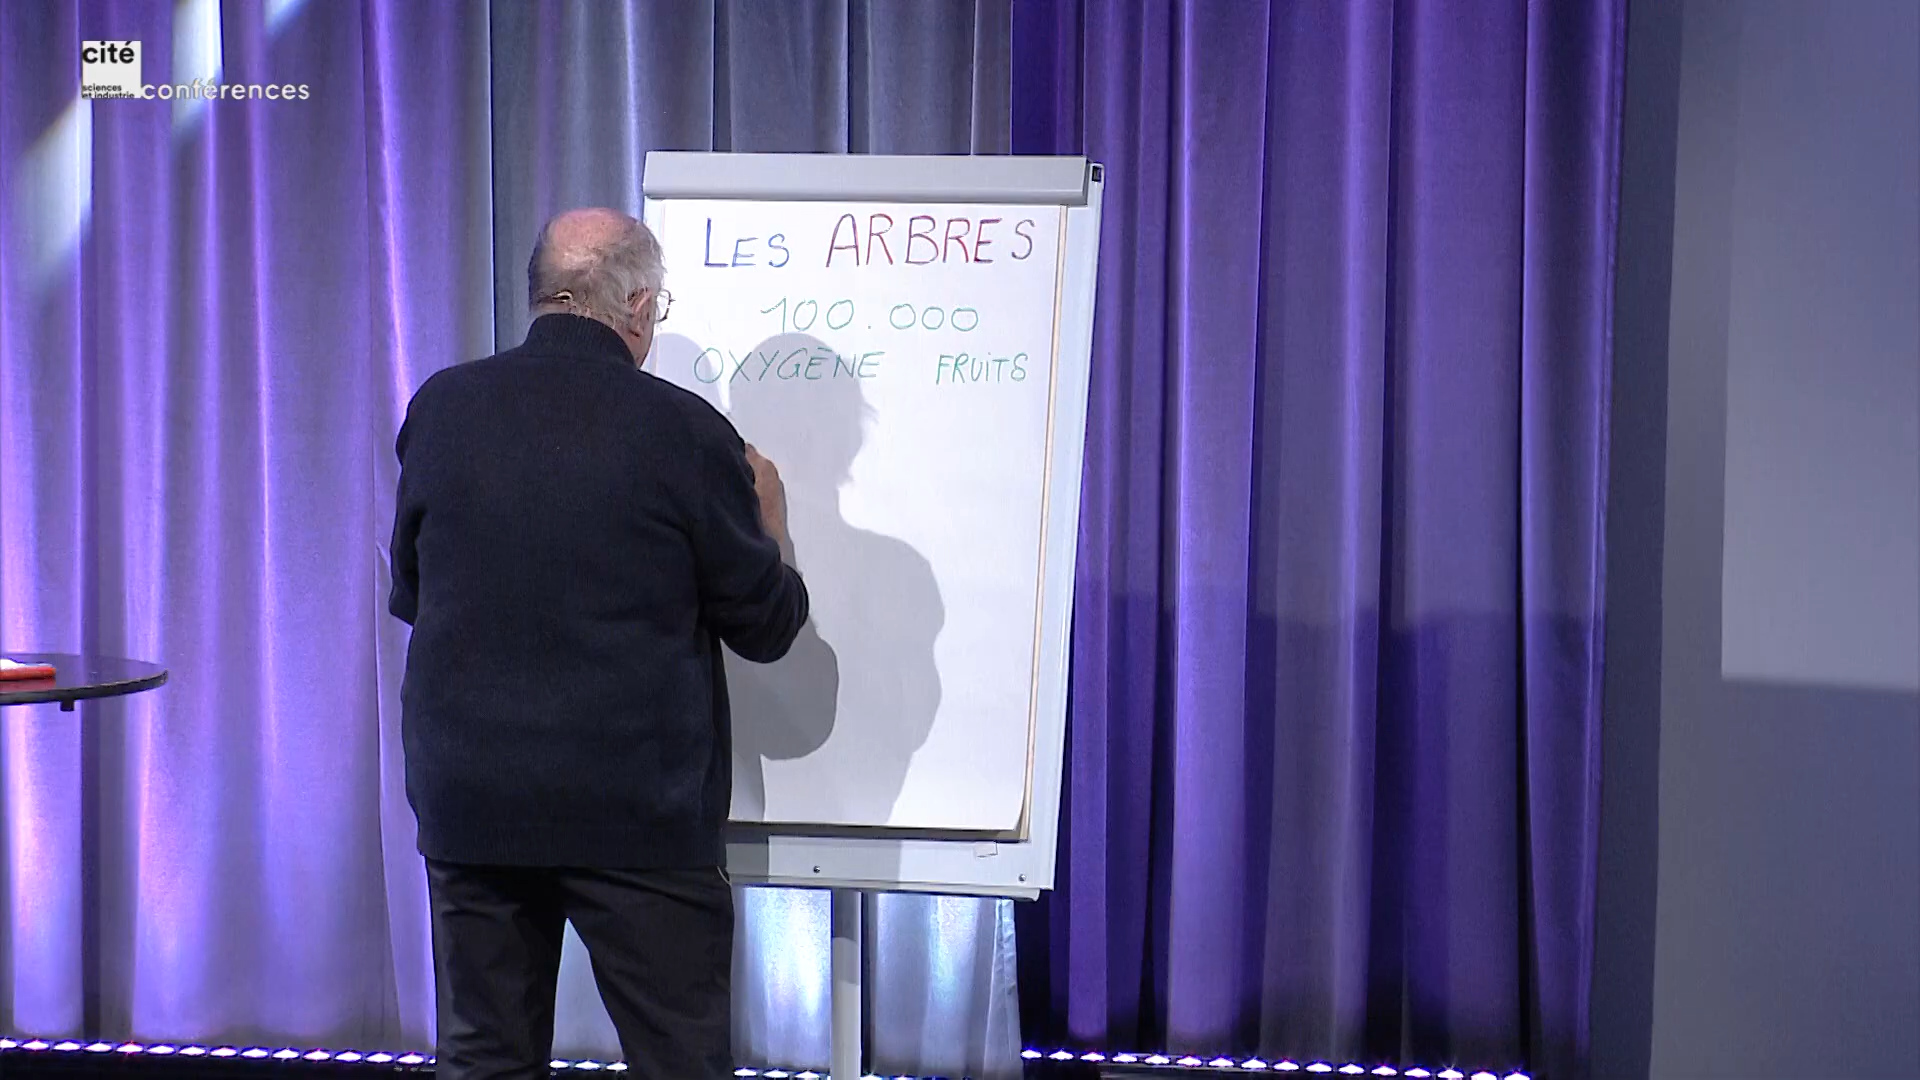 cité
sciences
et industrie
conférences
LES ARBRES
100.000
OXYGÈNE FRUITS